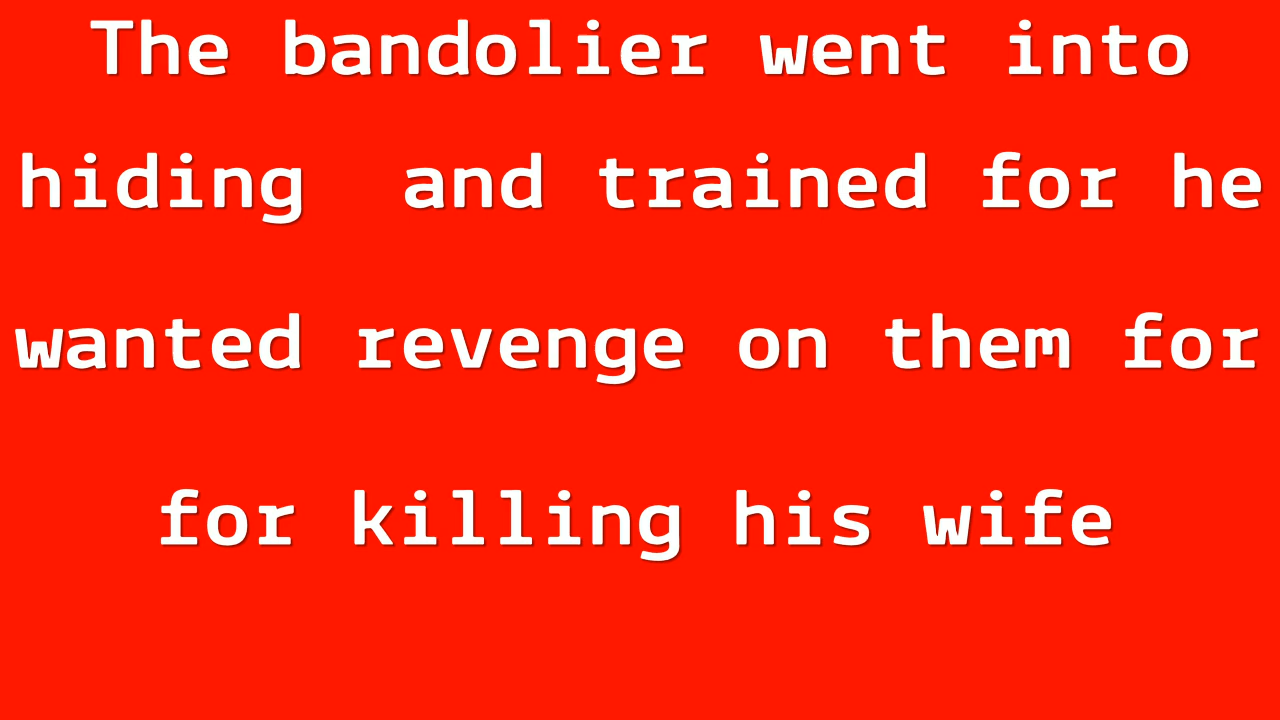 The bandolier went into
hiding  and trained for he
wanted revenge on them for
for killing his wife